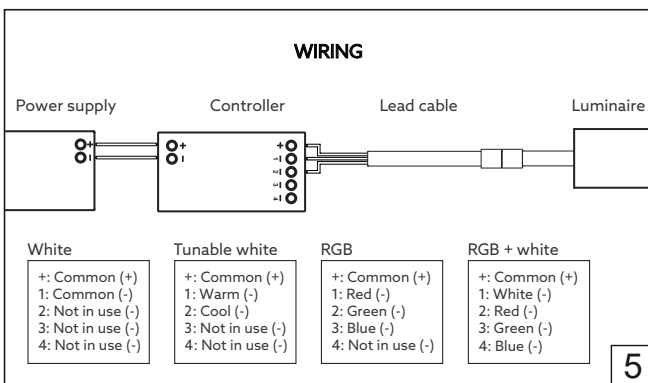 WIRING
Power supply Controller Lead cable Luminaire
+ + +
− − 1−
2−
3−
4−
White
+: Common (+)
1: Common (-)
2: Not in use (-)
3: Not in use (-)
4: Not in use (-)
Tunable white
+: Common (+)
1: Warm (-)
2: Cool (-)
3: Not in use (-)
4: Not in use (-)
RGB
+: Common (+)
1: Red (-)
2: Green (-)
3: Blue (-)
4: Not in use (-)
RGB + white
+: Common (+)
1: White (-)
2: Red (-)
3: Green (-)
4: Blue (-)
5